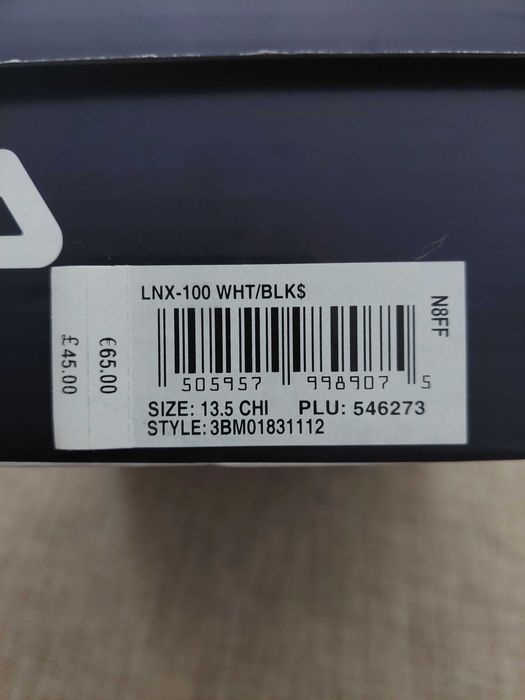 LNX-100 WHT/BLK$
N8FF
505957 998907 5
SIZE: 13.5 CHI PLU: 546273
STYLE: 3BM01831112
€65.00
£45.00